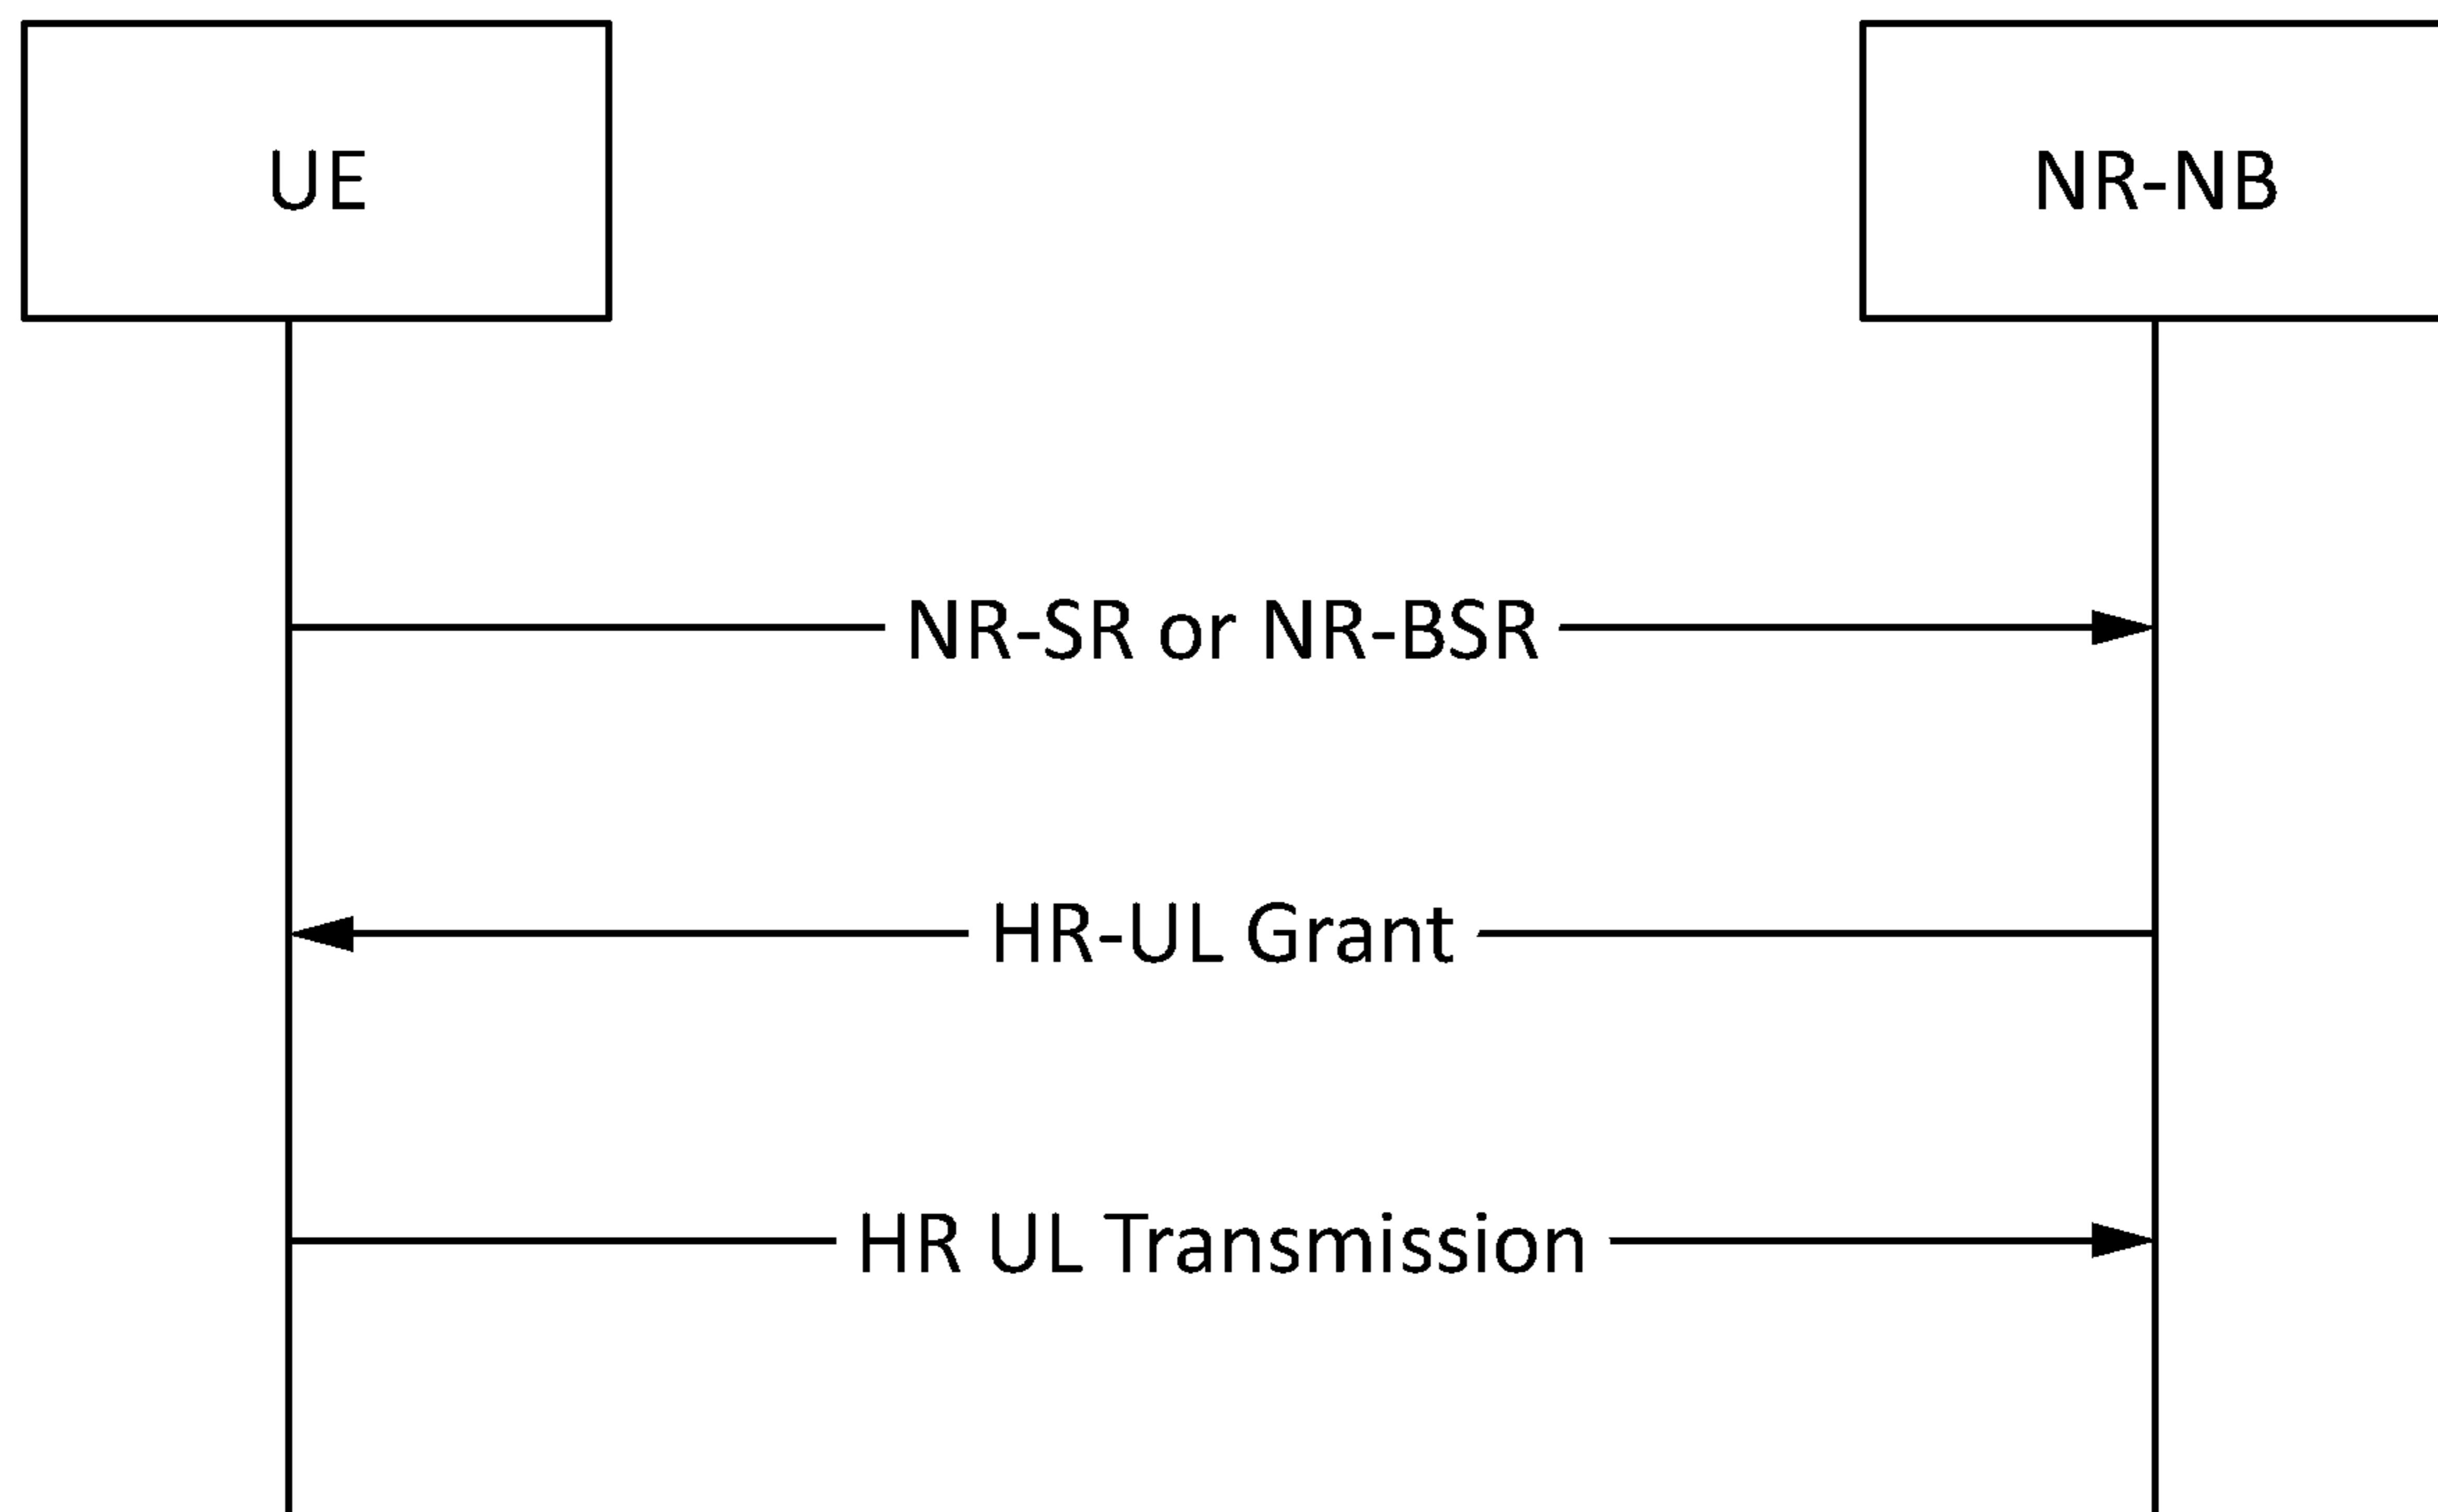 UE
NR-NB
NR-SR or NR-BSR
HR-UL Grant
HR UL Transmission